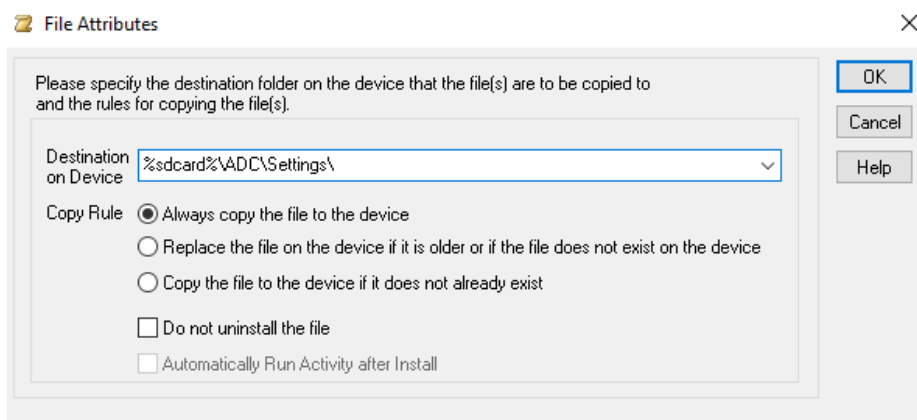 File Attributes
Please specify the destination folder on the device that the file(s) are to be copied to
and the rules for copying the file(s).
OK
Cancel
Help
Destination
on Device
%sdcard%\ADC\Settings\
Copy Rule
Always copy the file to the device
Replace the file on the device if it is older or if the file does not exist on the device
Copy the file to the device if it does not already exist
Do not uninstall the file
Automatically Run Activity after Install